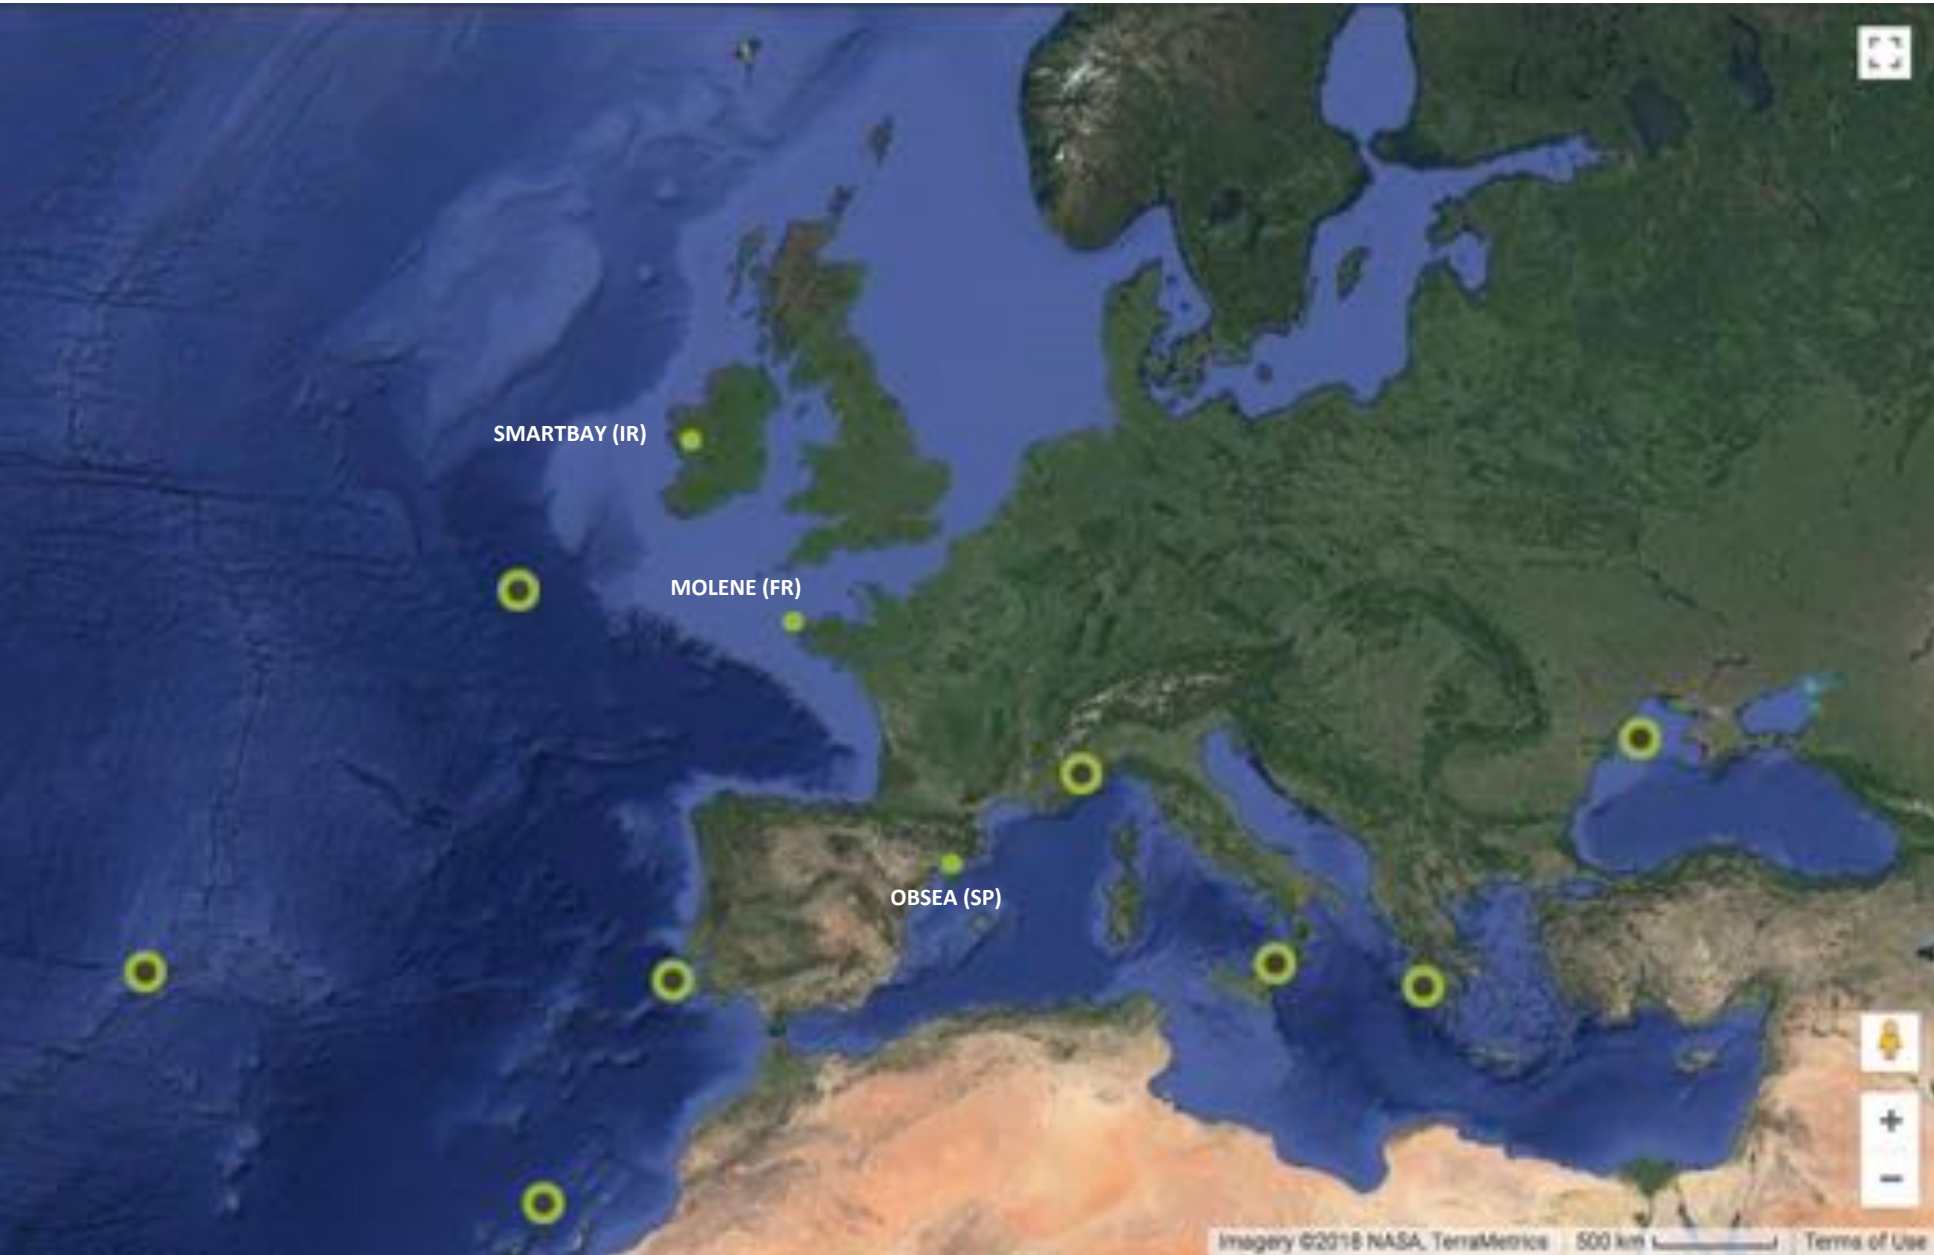 SMARTBAY (IR)
MOLENE (FR)
OBSEA (SP)
Imagery ©2018 NASA, TerraMetrics 500 km Terms of Use